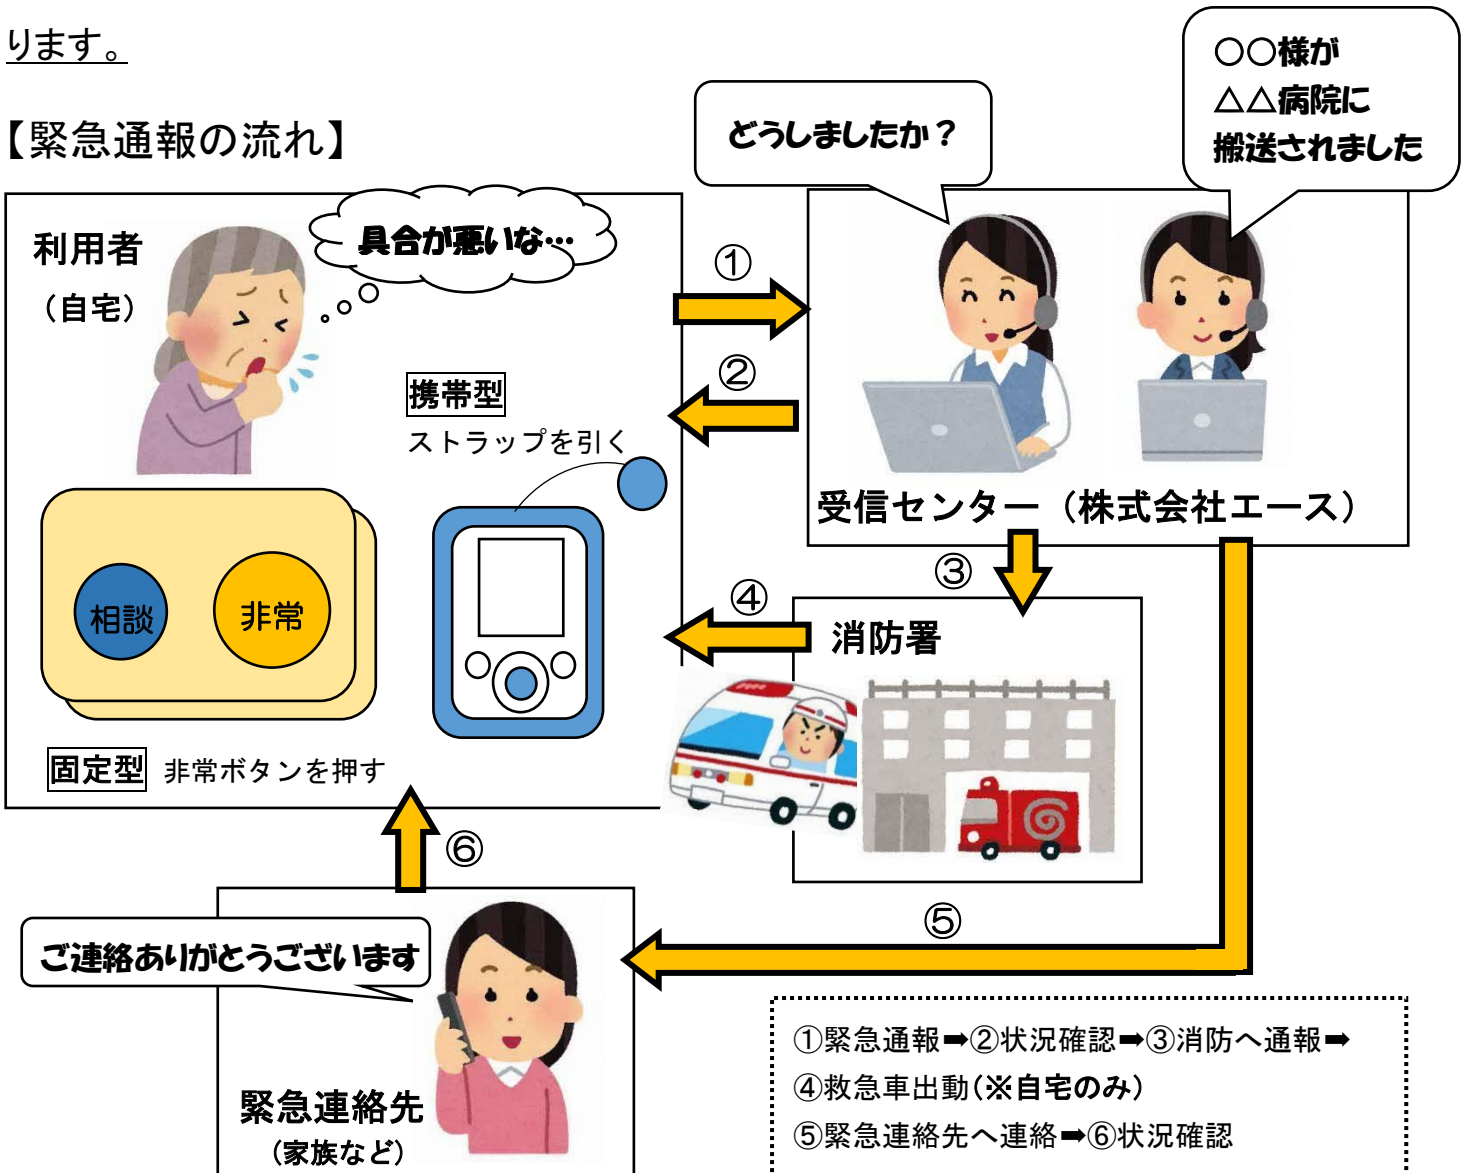 ります。
【緊急通報の流れ】
どうしましたか？
○○様が
△△病院に
搬送されました
利用者
（自宅）
具合が悪いな…
①
②
携帯型
ストラップを引く
受信センター（株式会社エース）
③
④
相談
非常
消防署
固定型 非常ボタンを押す
⑥
⑤
ご連絡ありがとうございます
緊急連絡先
（家族など）
①緊急通報➡②状況確認➡③消防へ通報➡
④救急車出動(※自宅のみ)
⑤緊急連絡先へ連絡➡⑥状況確認